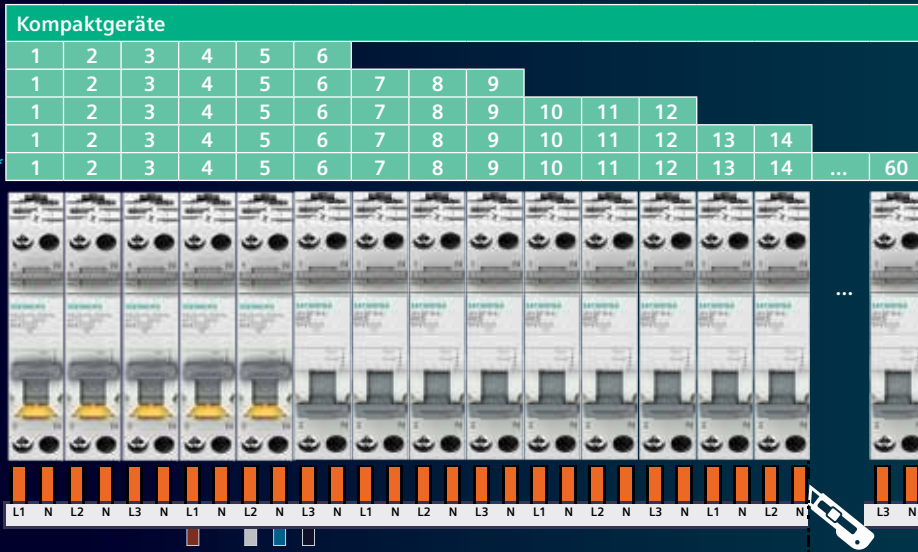 Kompaktgeräte
1 2 3 4 5 6
1 2 3 4 5 6 7 8 9
1 2 3 4 5 6 7 8 9 10 11 12
1 2 3 4 5 6 7 8 9 10 11 12 13 14
1 2 3 4 5 6 7 8 9 10 11 12 13 14 ... 60
...
L1 N L2 N L3 N L1 N L2 N L3 N L1 N L2 N L3 N L1 N L2 N L3 N L1 N L2 N L3 N